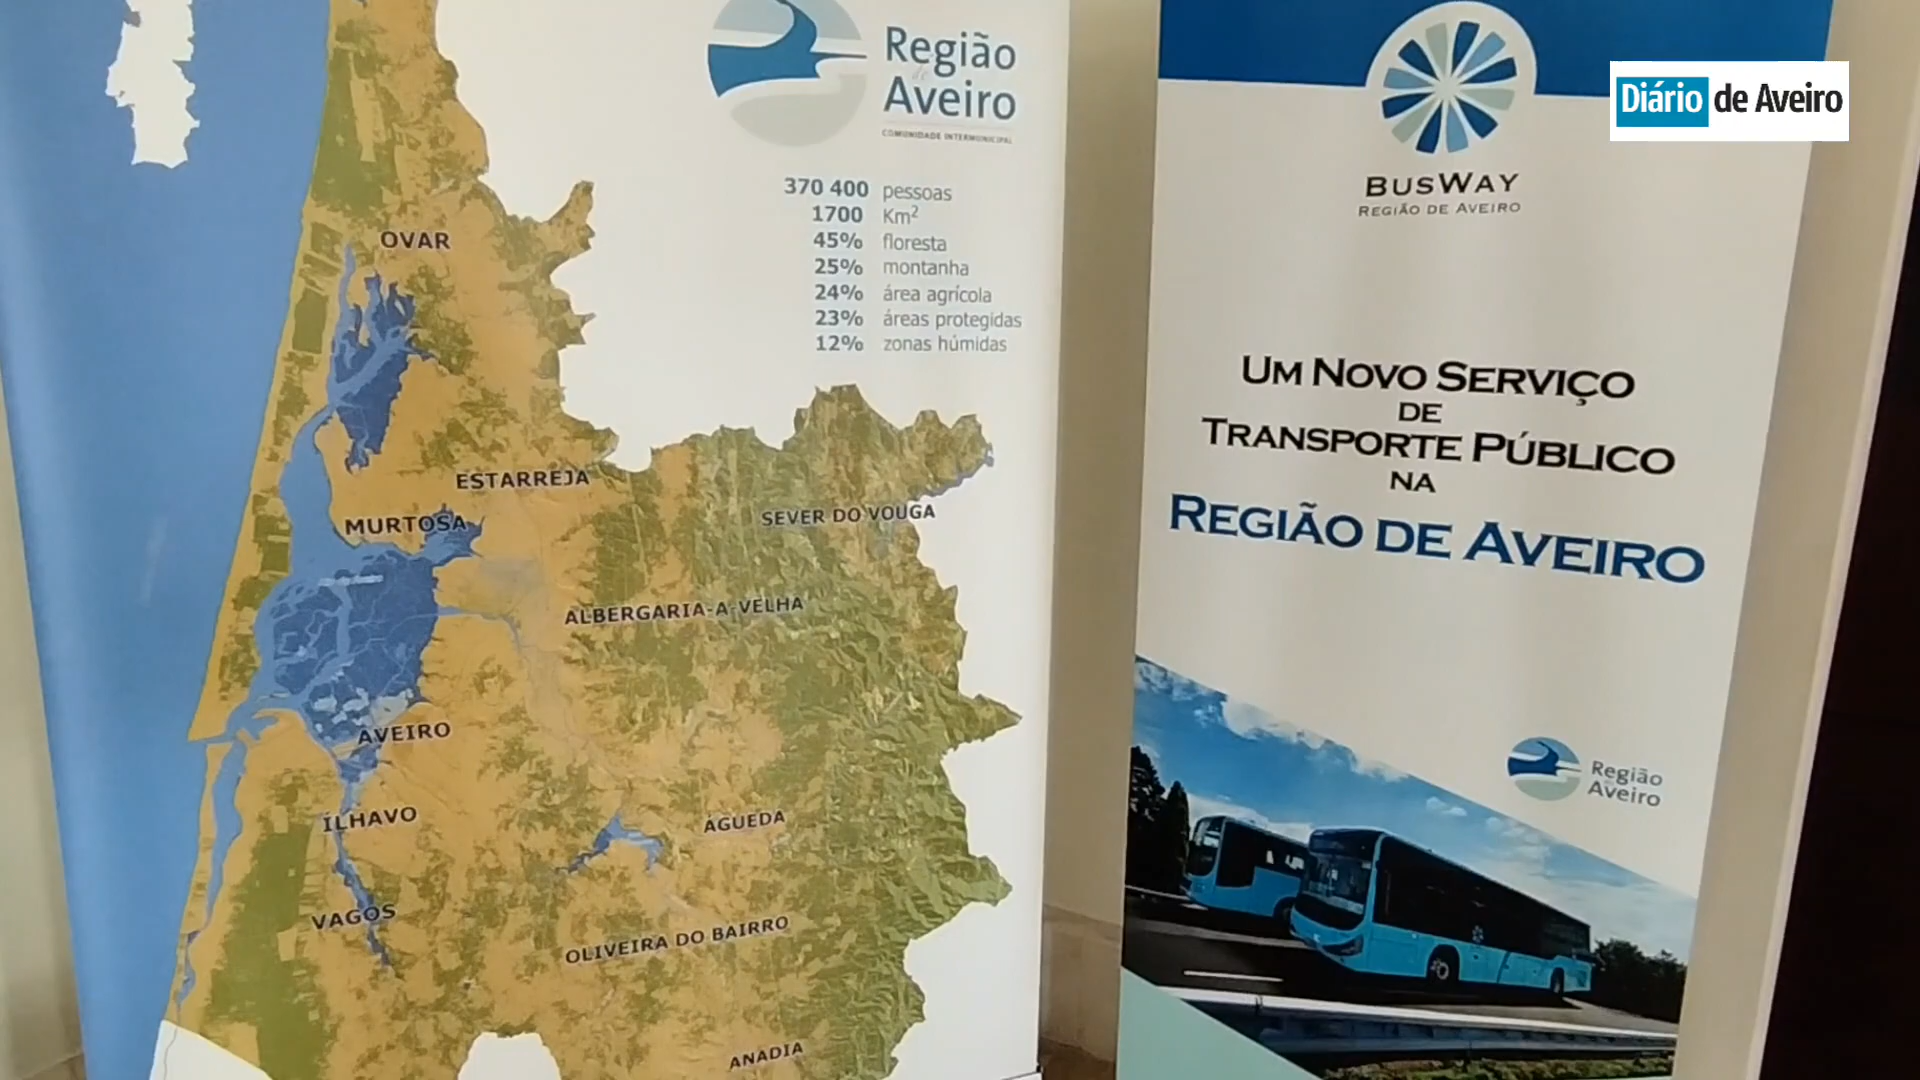 Região
de
Aveiro
COMUNIDADE INTERMUNICIPAL
370 400 pessoas
1700 Km²
45% floresta
25% montanha
24% área agrícola
23% áreas protegidas
12% zonas húmidas
OVAR
ESTARREJA
MURTOSA
SEVER DO VOUGA
ALBERGARIA-A-VELHA
AVEIRO
ÍLHAVO
ÁGUEDA
VAGOS
OLIVEIRA DO BAIRRO
ANADIA
BUSWAY
REGIÃO DE AVEIRO
UM NOVO SERVIÇO
DE
TRANSPORTE PÚBLICO
NA
REGIÃO DE AVEIRO
Região
Aveiro
Diário de Aveiro